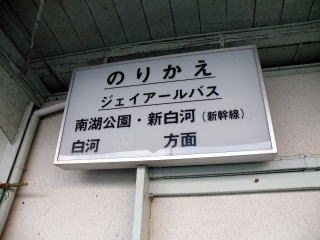 のりかえ
ジェイアールバス
南湖公園・新白河（新幹線）
白河　　　方面